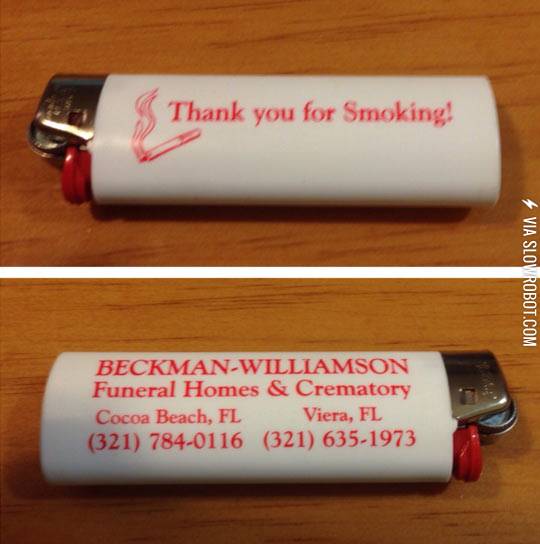 Thank you for Smoking!
VIA SLOWROBOT.COM
BECKMAN-WILLIAMSON
Funeral Homes & Crematory
Cocoa Beach, FL Viera, FL
(321) 784-0116 (321) 635-1973